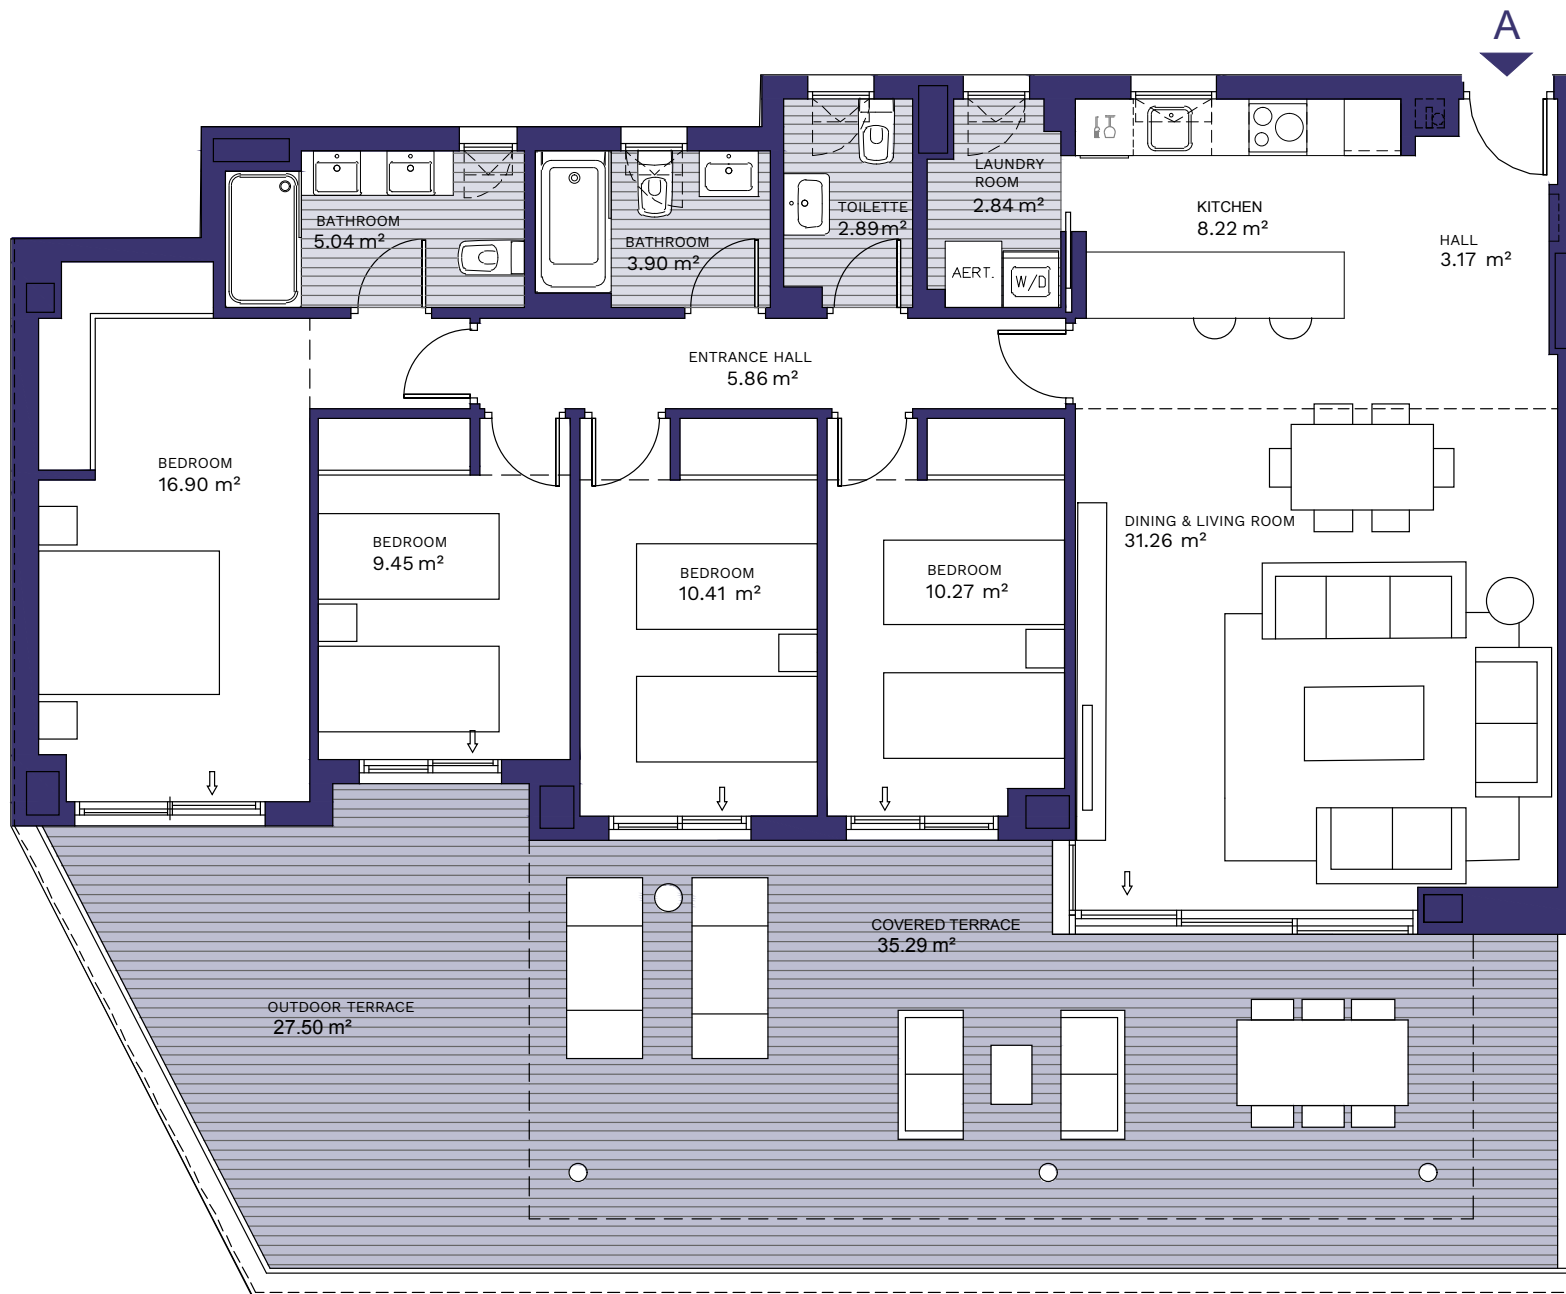 A
LAUNDRY
ROOM
2.84 m²
BATHROOM
5.04 m²
BATHROOM
3.90 m²
TOILETTE
2.89 m²
KITCHEN
8.22 m²
HALL
3.17 m²
AERT.
W/D
ENTRANCE HALL
5.86 m²
BEDROOM
16.90 m²
BEDROOM
9.45 m²
BEDROOM
10.41 m²
BEDROOM
10.27 m²
DINING & LIVING ROOM
31.26 m²
COVERED TERRACE
35.29 m²
OUTDOOR TERRACE
27.50 m²